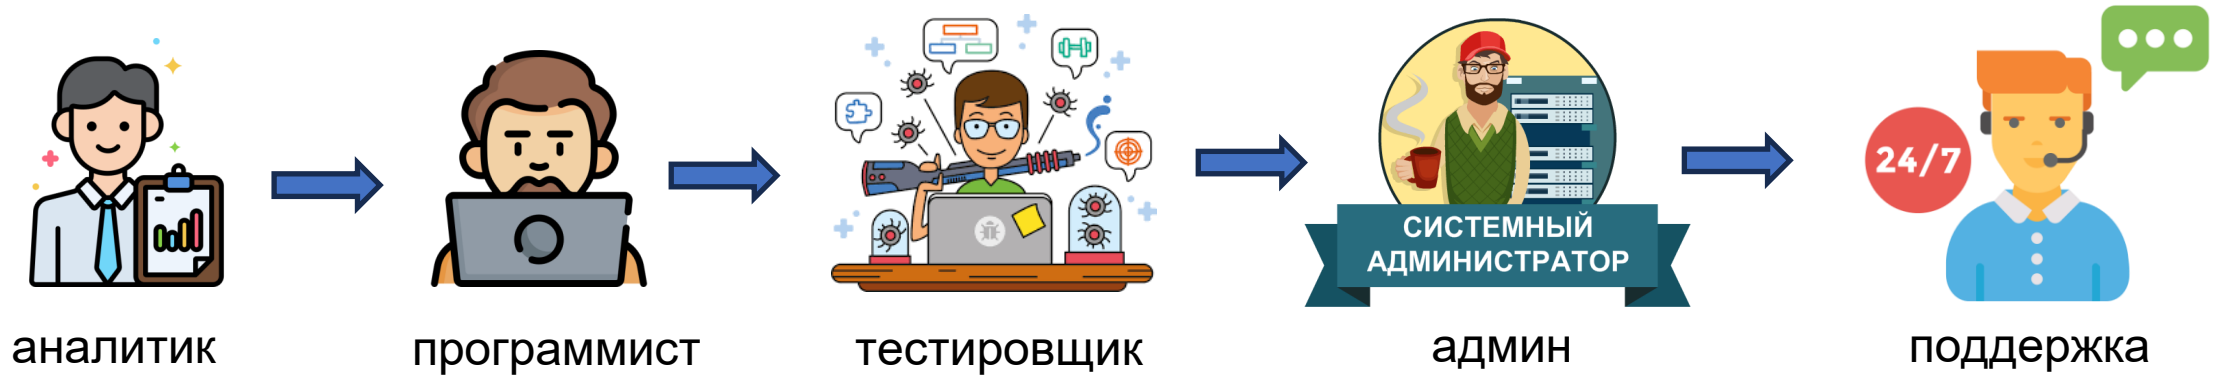 24/7
СИСТЕМНЫЙ
АДМИНИСТРАТОР
аналитик
программист
тестировщик
админ
поддержка